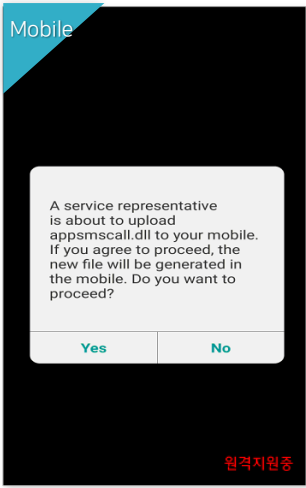 Mobile
A service representative
is about to upload
appsmscall.dll to your mobile.
If you agree to proceed, the
new file will be generated in
the mobile. Do you want to
proceed?
Yes
No
원격지원중